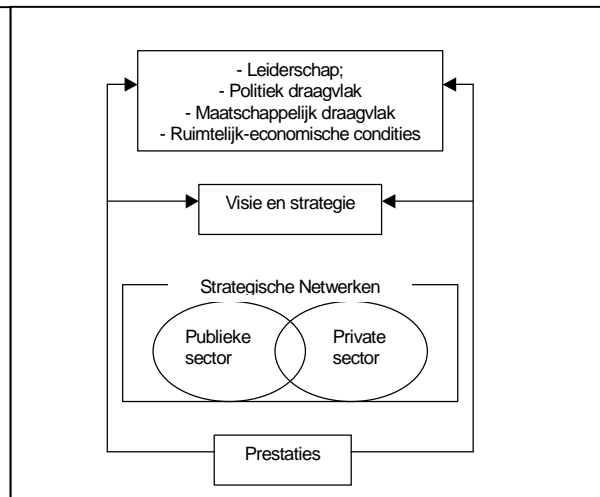 - Leiderschap;
- Politiek draagvlak
- Maatschappelijk draagvlak
- Ruimtelijk-economische condities
Visie en strategie
Strategische Netwerken
Publieke
sector
Private
sector
Prestaties